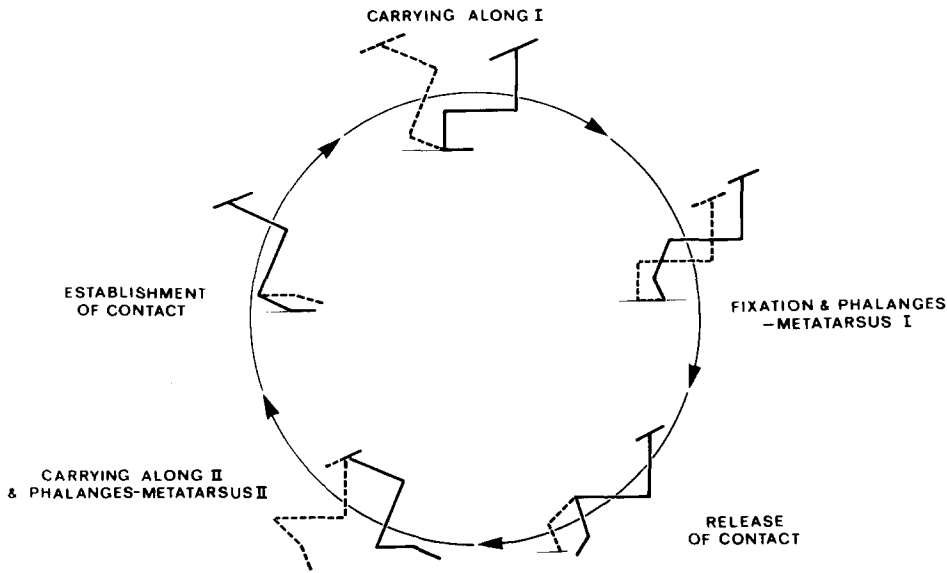 CARRYING ALONG I
FIXATION & PHALANGES
–METATARSUS I
RELEASE
OF CONTACT
CARRYING ALONG II
& PHALANGES-METATARSUS II
ESTABLISHMENT
OF CONTACT